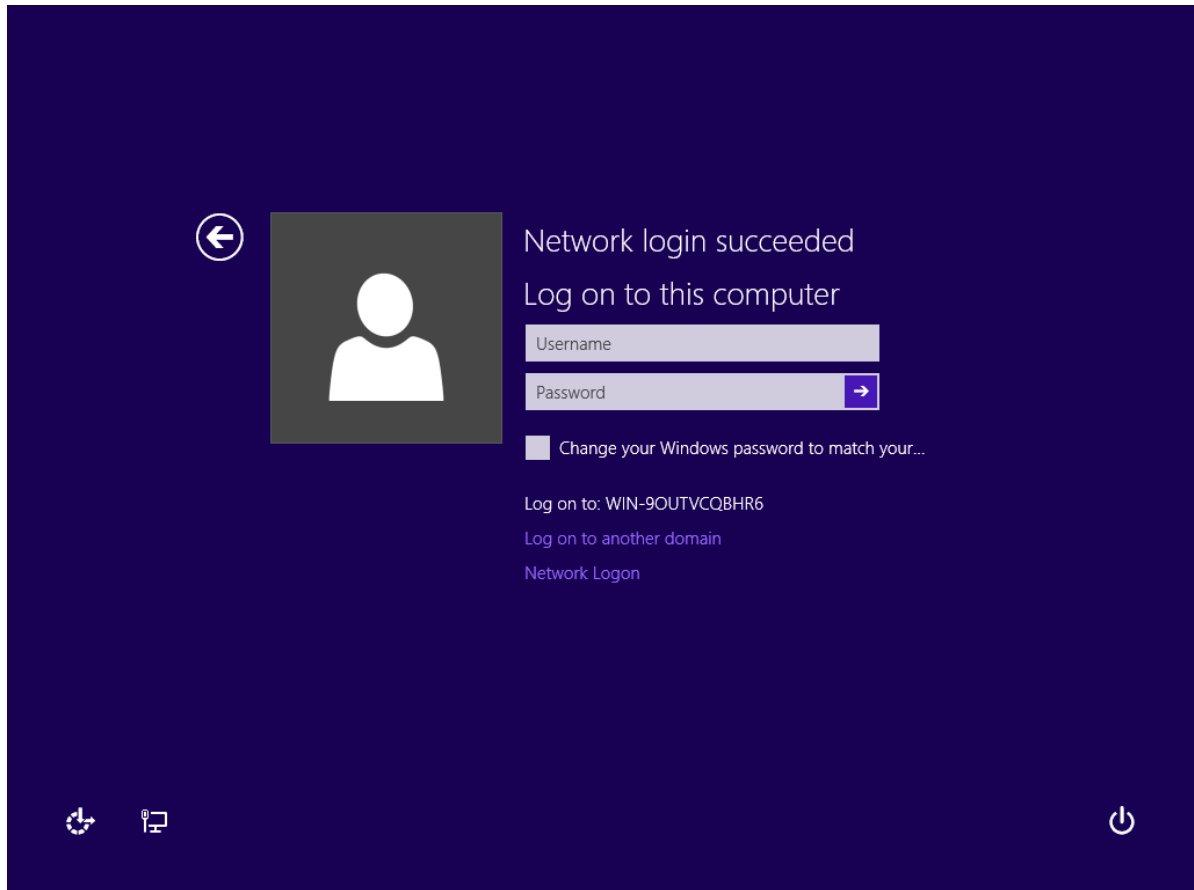 Network login succeeded
Log on to this computer
Username
Password
Change your Windows password to match your...
Log on to: WIN-9OUTVCQBHR6
Log on to another domain
Network Logon